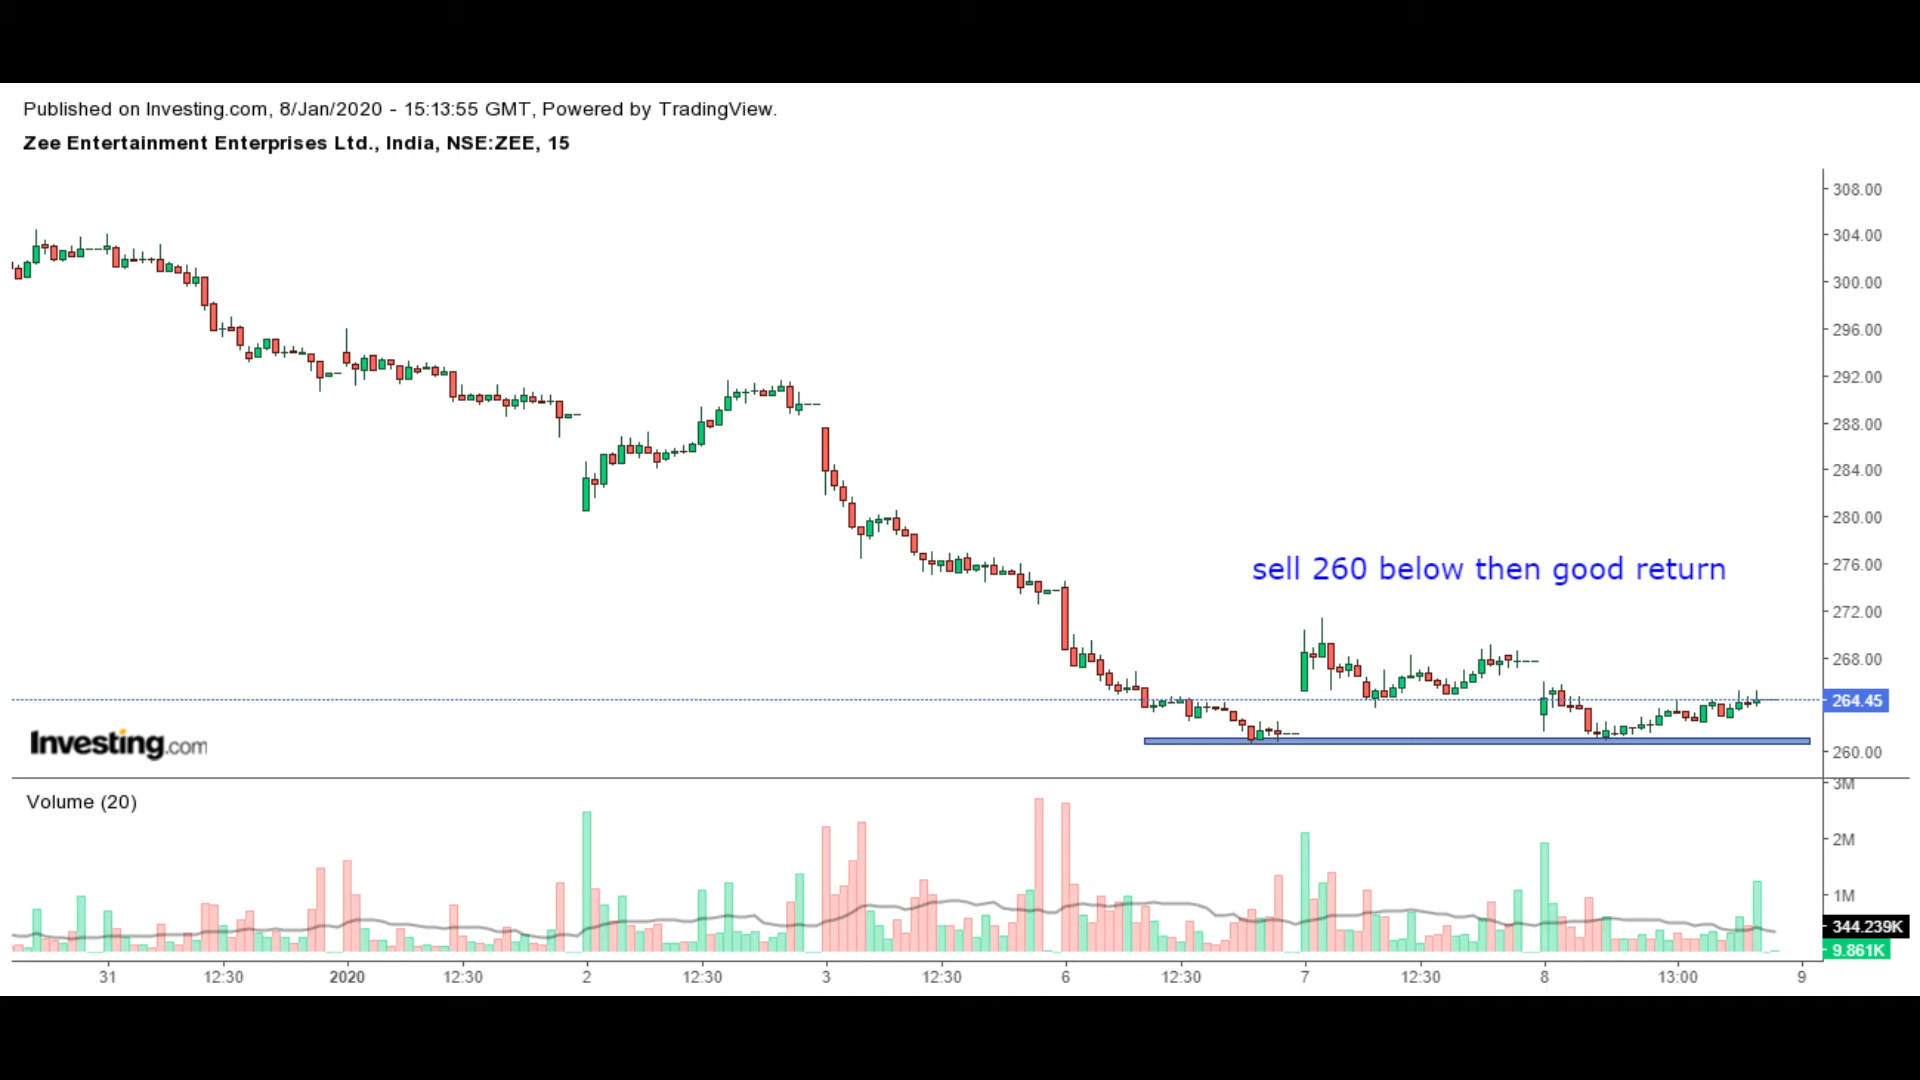 Published on Investing.com, 8/Jan/2020 - 15:13:55 GMT, Powered by TradingView.
Zee Entertainment Enterprises Ltd., India, NSE:ZEE, 15
308.00
304.00
300.00
296.00
292.00
288.00
284.00
280.00
276.00
sell 260 below then good return
272.00
268.00
264.45
Investing.com
260.00
3M
Volume (20)
2M
1M
344.239K
9.861K
31 12:30 2020 12:30 2 12:30 3 12:30 6 12:30 7 12:30 8 13:00 9